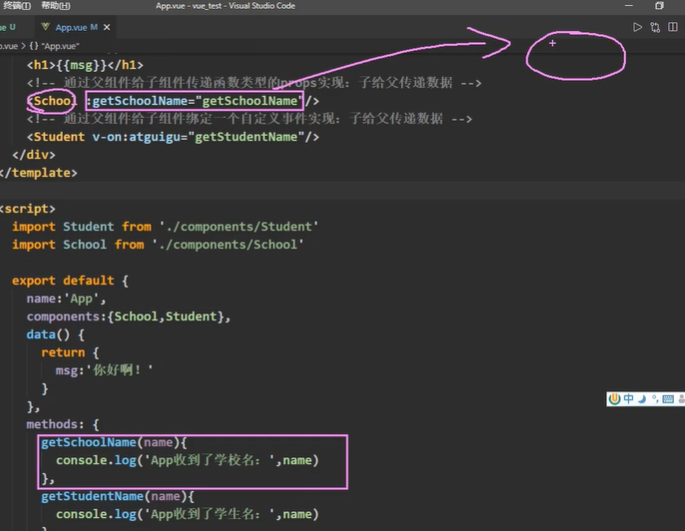 终端(T) 帮助(H) App.vue - vue_test - Visual Studio Code
ue U App.vue M
.vue > {} "App.vue"
<h1>{{msg}}</h1>
<!-- 通过父组件给子组件传递函数类型的props实现：子给父传递数据 -->
<School :getSchoolName="getSchoolName"/>
<!-- 通过父组件给子组件绑定一个自定义事件实现：子给父传递数据 -->
<Student v-on:atguigu="getStudentName"/>
</div>
</template>
<script>
import Student from './components/Student'
import School from './components/School'
export default {
name:'App',
components:{School,Student},
data() {
return {
msg:'你好啊！'
}
},
methods: {
getSchoolName(name){
console.log('App收到了学校名：',name)
},
getStudentName(name){
console.log('App收到了学生名：',name)
中